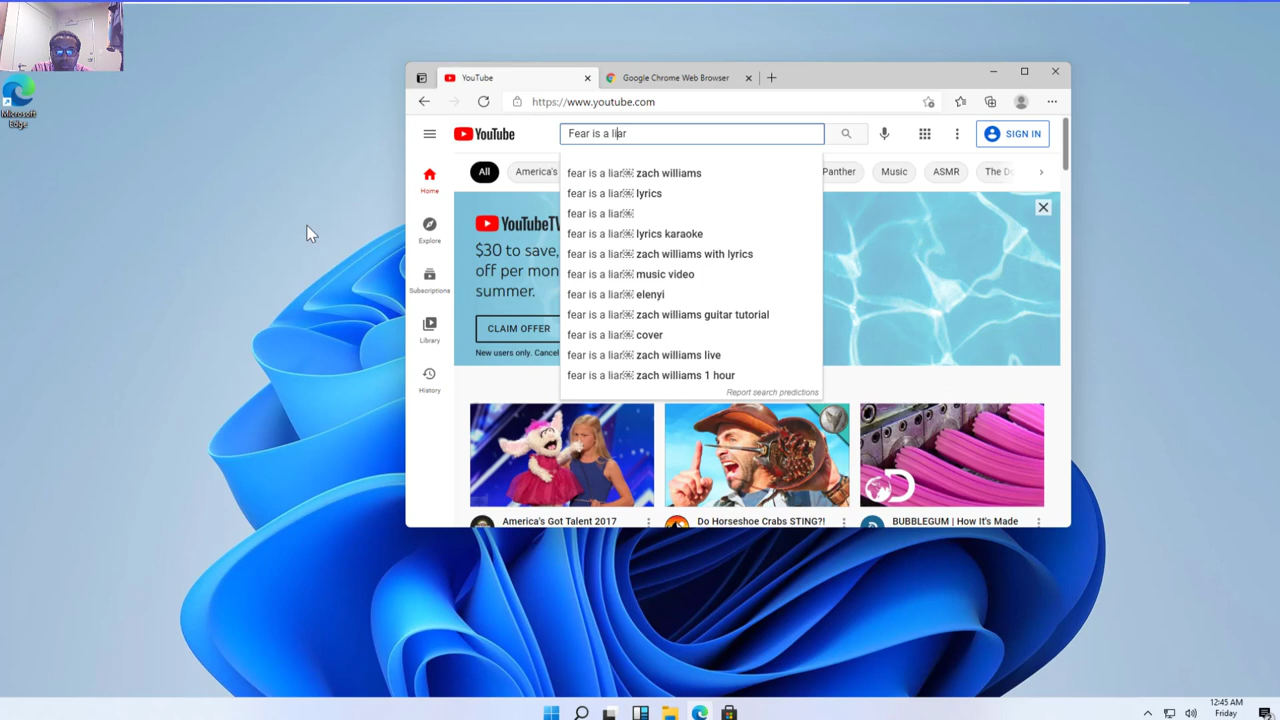 Microsoft
Edge
YouTube
Google Chrome Web Browser
https://www.youtube.com
YouTube
Fear is a liar
SIGN IN
All
America's
Panther
Music
ASMR
The Do
Home
Explore
Subscriptions
Library
History
YouTubeTV
$30 to save,
off per mon
summer.
CLAIM OFFER
New users only. Cancel
fear is a liar￼ zach williams
fear is a liar￼ lyrics
fear is a liar￼
fear is a liar￼ lyrics karaoke
fear is a liar￼ zach williams with lyrics
fear is a liar￼ music video
fear is a liar￼ elenyi
fear is a liar￼ zach williams guitar tutorial
fear is a liar￼ cover
fear is a liar￼ zach williams live
fear is a liar￼ zach williams 1 hour
Report search predictions
America's Got Talent 2017
Do Horseshoe Crabs STING?!
BUBBLEGUM | How It's Made
12:45 AM
Friday